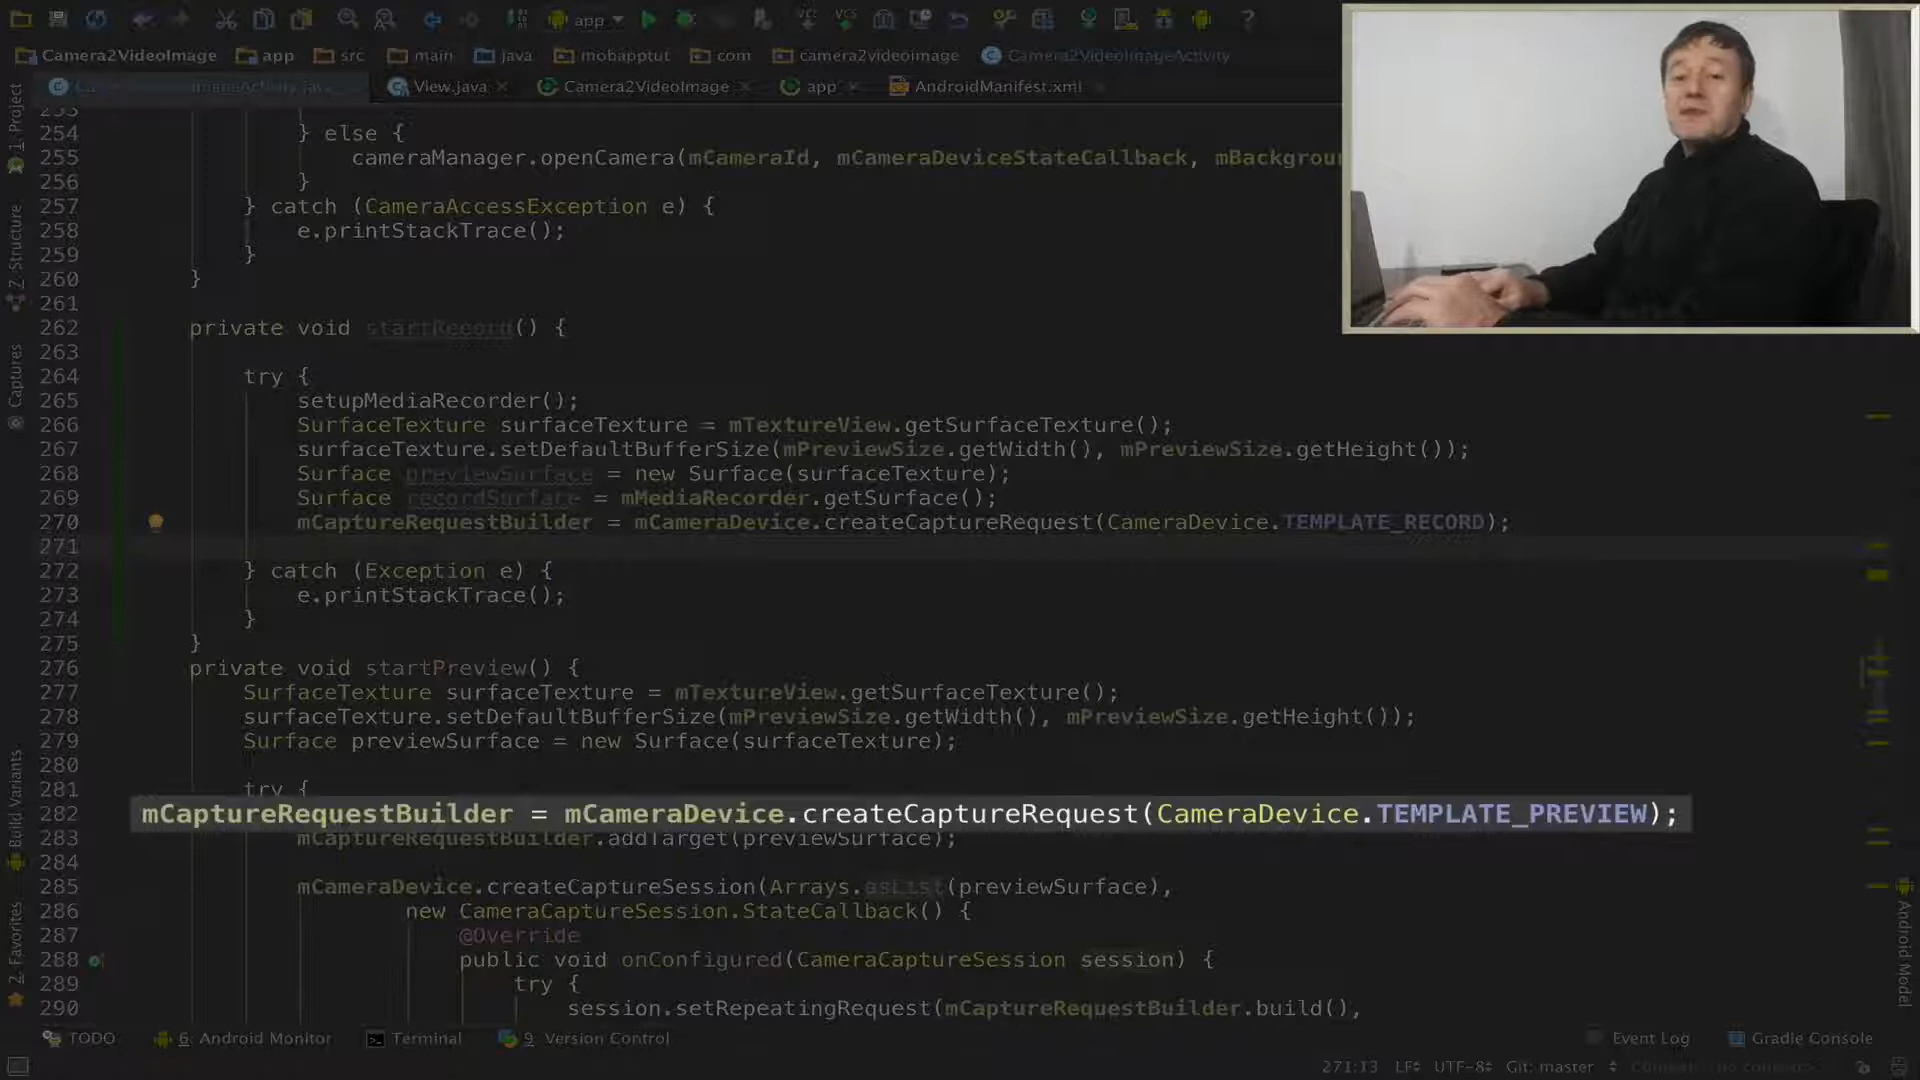 app
Camera2VideoImage app src main java mobapptut com camera2videoimage Camera2VideoImageActivity
View.java Camera2VideoImage app AndroidManifest.xml
1: Project
Z: Structure
Captures
Build Variants
2: Favorites
Android Model
253
254 } else {
255 cameraManager.openCamera(mCameraId, mCameraDeviceStateCallback, mBackgrour
256 }
257 } catch (CameraAccessException e) {
258 e.printStackTrace();
259 }
260 }
261
262 private void startRecord() {
263
264 try {
265 setupMediaRecorder();
266 SurfaceTexture surfaceTexture = mTextureView.getSurfaceTexture();
267 surfaceTexture.setDefaultBufferSize(mPreviewSize.getWidth(), mPreviewSize.getHeight());
268 Surface previewSurface = new Surface(surfaceTexture);
269 Surface recordSurface = mMediaRecorder.getSurface();
270 mCaptureRequestBuilder = mCameraDevice.createCaptureRequest(CameraDevice.TEMPLATE_RECORD);
271
272 } catch (Exception e) {
273 e.printStackTrace();
274 }
275 }
276 private void startPreview() {
277 SurfaceTexture surfaceTexture = mTextureView.getSurfaceTexture();
278 surfaceTexture.setDefaultBufferSize(mPreviewSize.getWidth(), mPreviewSize.getHeight());
279 Surface previewSurface = new Surface(surfaceTexture);
280
281 try {
282 mCaptureRequestBuilder = mCameraDevice.createCaptureRequest(CameraDevice.TEMPLATE_PREVIEW);
283 mCaptureRequestBuilder.addTarget(previewSurface);
284
285 mCameraDevice.createCaptureSession(Arrays.asList(previewSurface),
286 new CameraCaptureSession.StateCallback() {
287 @Override
288 public void onConfigured(CameraCaptureSession session) {
289 try {
290 session.setRepeatingRequest(mCaptureRequestBuilder.build(),
TODO 6: Android Monitor Terminal 9: Version Control Event Log Gradle Console
271:13 LF UTF-8 Git: master